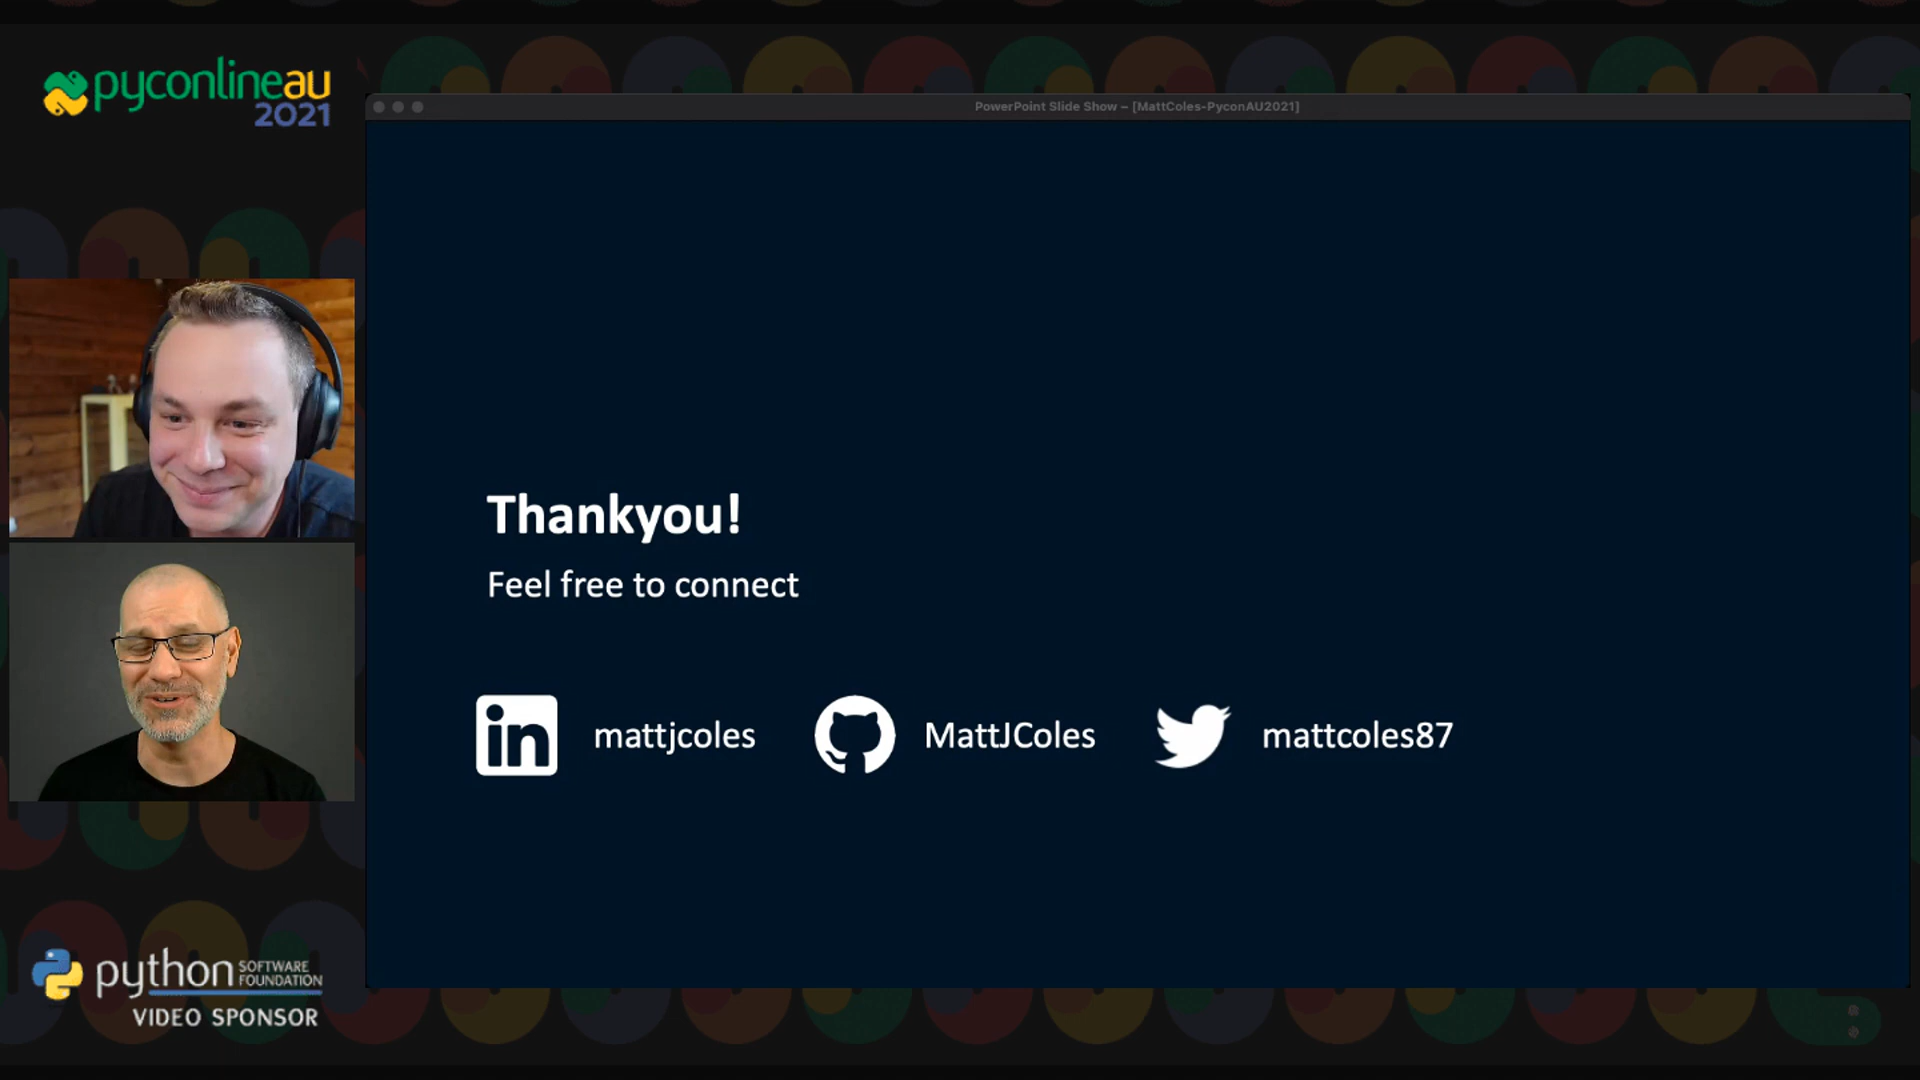 pyconlineau
2021
PowerPoint Slide Show – [MattColes-PyconAU2021]
Thankyou!
Feel free to connect
in mattjcoles MattJColes mattcoles87
python SOFTWARE FOUNDATION
VIDEO SPONSOR